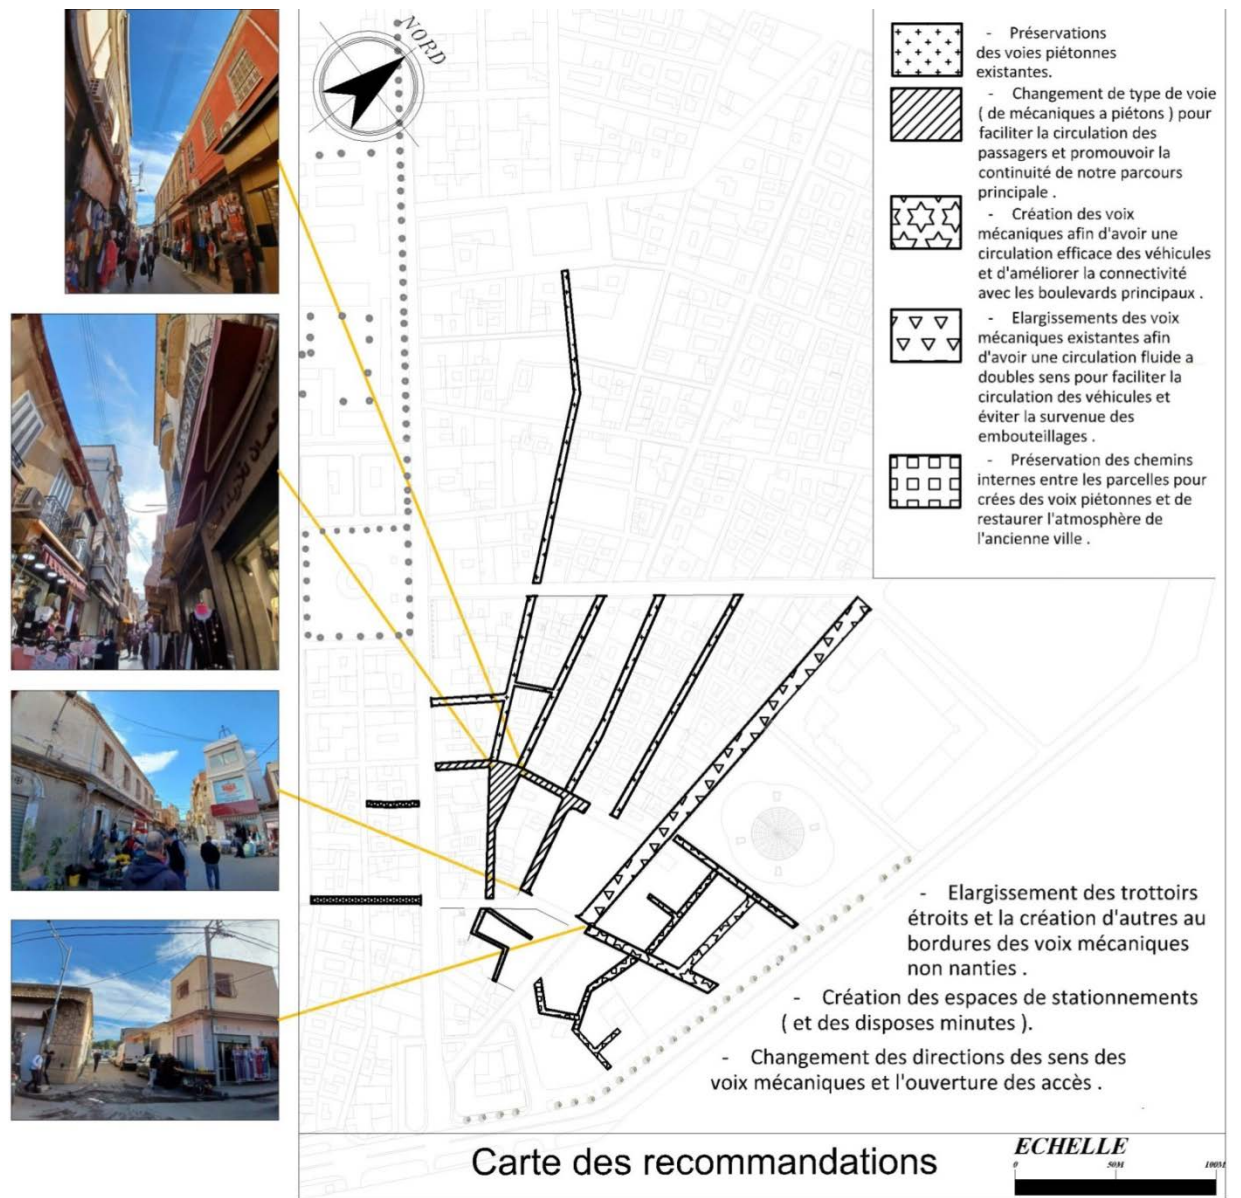 NORD
- Préservations
des voies piétonnes
existantes.
- Changement de type de voie
( de mécaniques a piétons ) pour
faciliter la circulation des
passagers et promouvoir la
continuité de notre parcours
principale .
- Création des voix
mécaniques afin d'avoir une
circulation efficace des véhicules
et d'améliorer la connectivité
avec les boulevards principaux .
- Elargissements des voix
mécaniques existantes afin
d'avoir une circulation fluide a
doubles sens pour faciliter la
circulation des véhicules et
éviter la survenue des
embouteillages .
- Préservation des chemins
internes entre les parcelles pour
crées des voix piétonnes et de
restaurer l'atmosphère de
l'ancienne ville .
- Elargissement des trottoirs
étroits et la création d'autres au
bordures des voix mécaniques
non nanties .
- Création des espaces de stationnements
( et des disposes minutes ).
- Changement des directions des sens des
voix mécaniques et l'ouverture des accès .
Carte des recommandations
ECHELLE
0 50M 100M